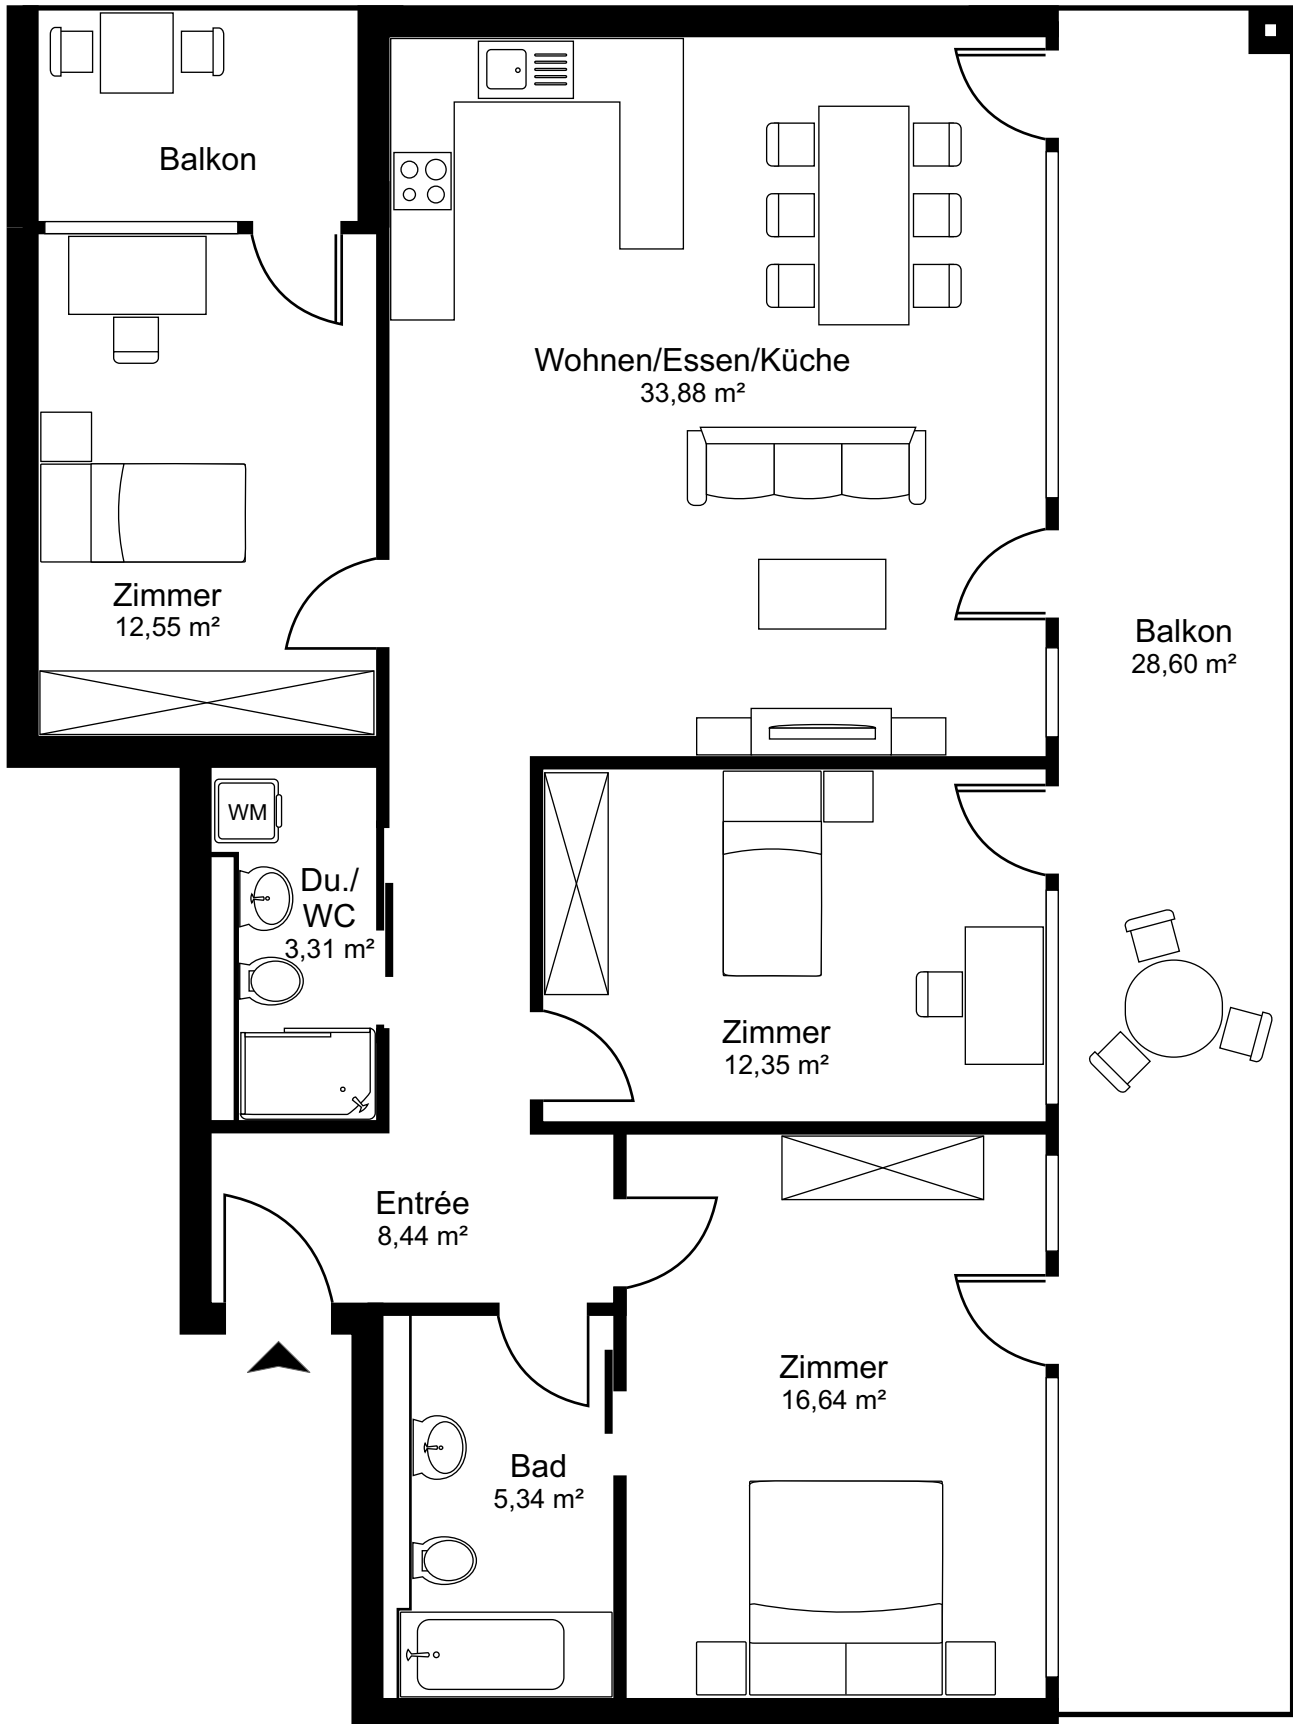 Balkon
Wohnen/Essen/Küche
33,88 m²
Zimmer
12,55 m²
Balkon
28,60 m²
WM
Du./
WC
3,31 m²
Zimmer
12,35 m²
Entrée
8,44 m²
Zimmer
16,64 m²
Bad
5,34 m²